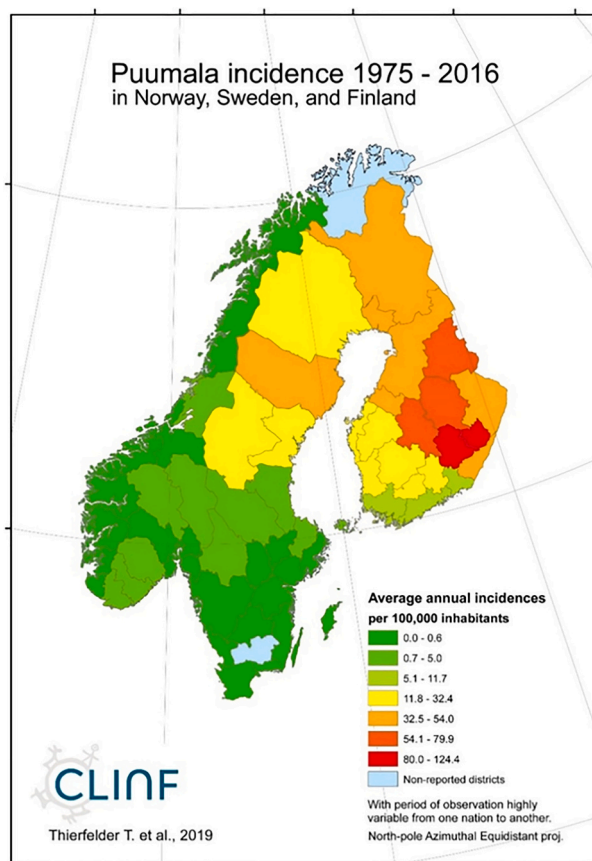 Puumala incidence 1975 - 2016
in Norway, Sweden, and Finland
Average annual incidences
per 100,000 inhabitants
0.0 - 0.6
0.7 - 5.0
5.1 - 11.7
11.8 - 32.4
32.5 - 54.0
54.1 - 79.9
80.0 - 124.4
Non-reported districts
With period of observation highly
variable from one nation to another.
North-pole Azimuthal Equidistant proj.
CLINF
Thierfelder T. et al., 2019